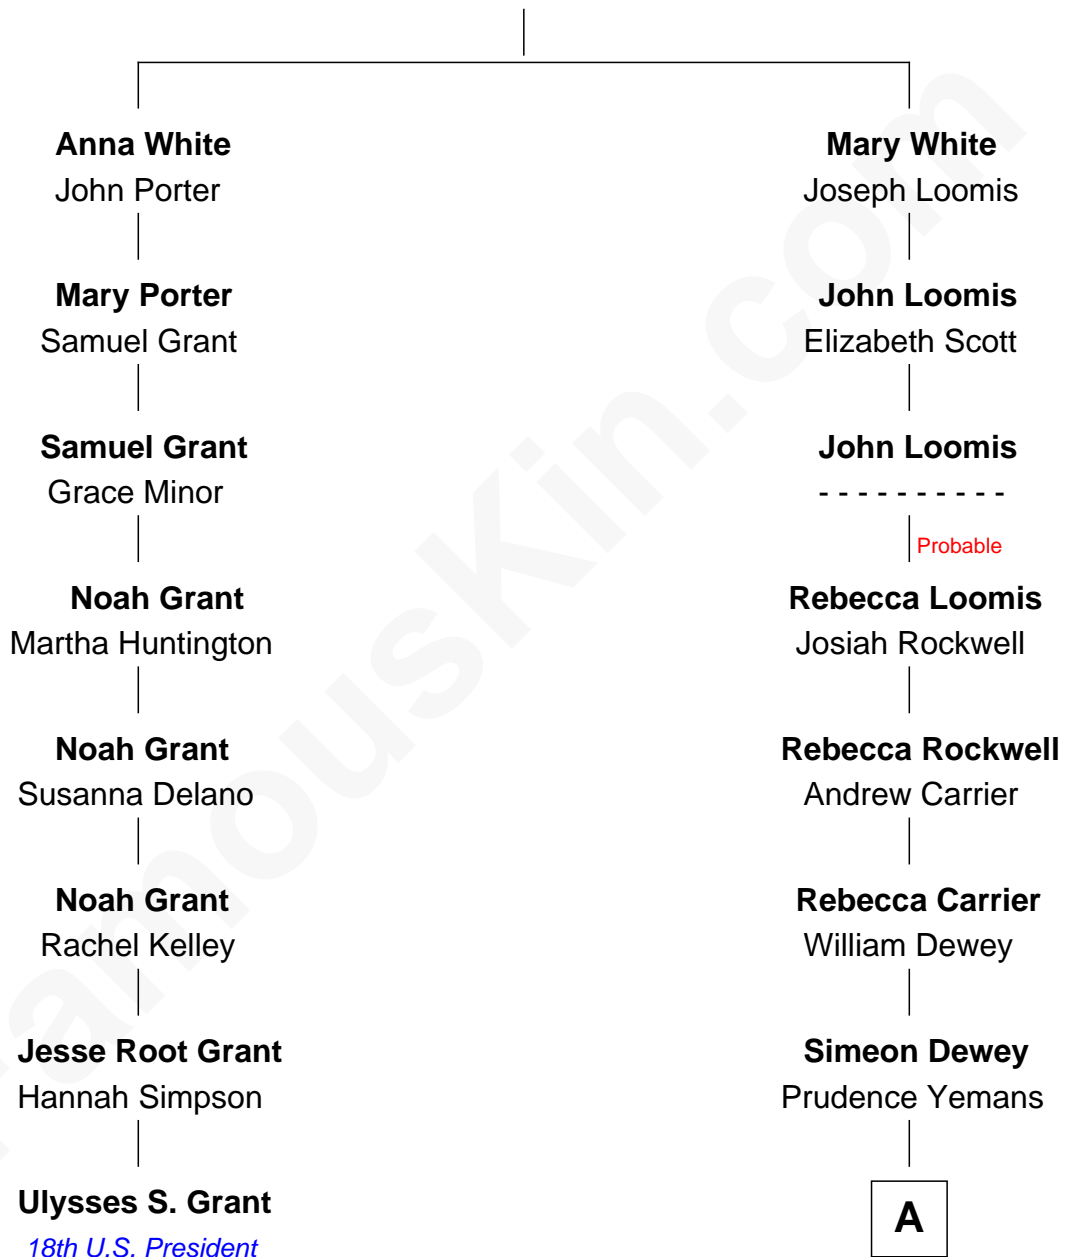 Anna White
John Porter
Mary White
Joseph Loomis
Mary Porter
Samuel Grant
John Loomis
Elizabeth Scott
Samuel Grant
Grace Minor
John Loomis
- - - - - - - - - -
Probable
Noah Grant
Martha Huntington
Rebecca Loomis
Josiah Rockwell
Noah Grant
Susanna Delano
Rebecca Rockwell
Andrew Carrier
Noah Grant
Rachel Kelley
Rebecca Carrier
William Dewey
Jesse Root Grant
Hannah Simpson
Simeon Dewey
Prudence Yemans
Ulysses S. Grant
18th U.S. President
A
FamousKin.com